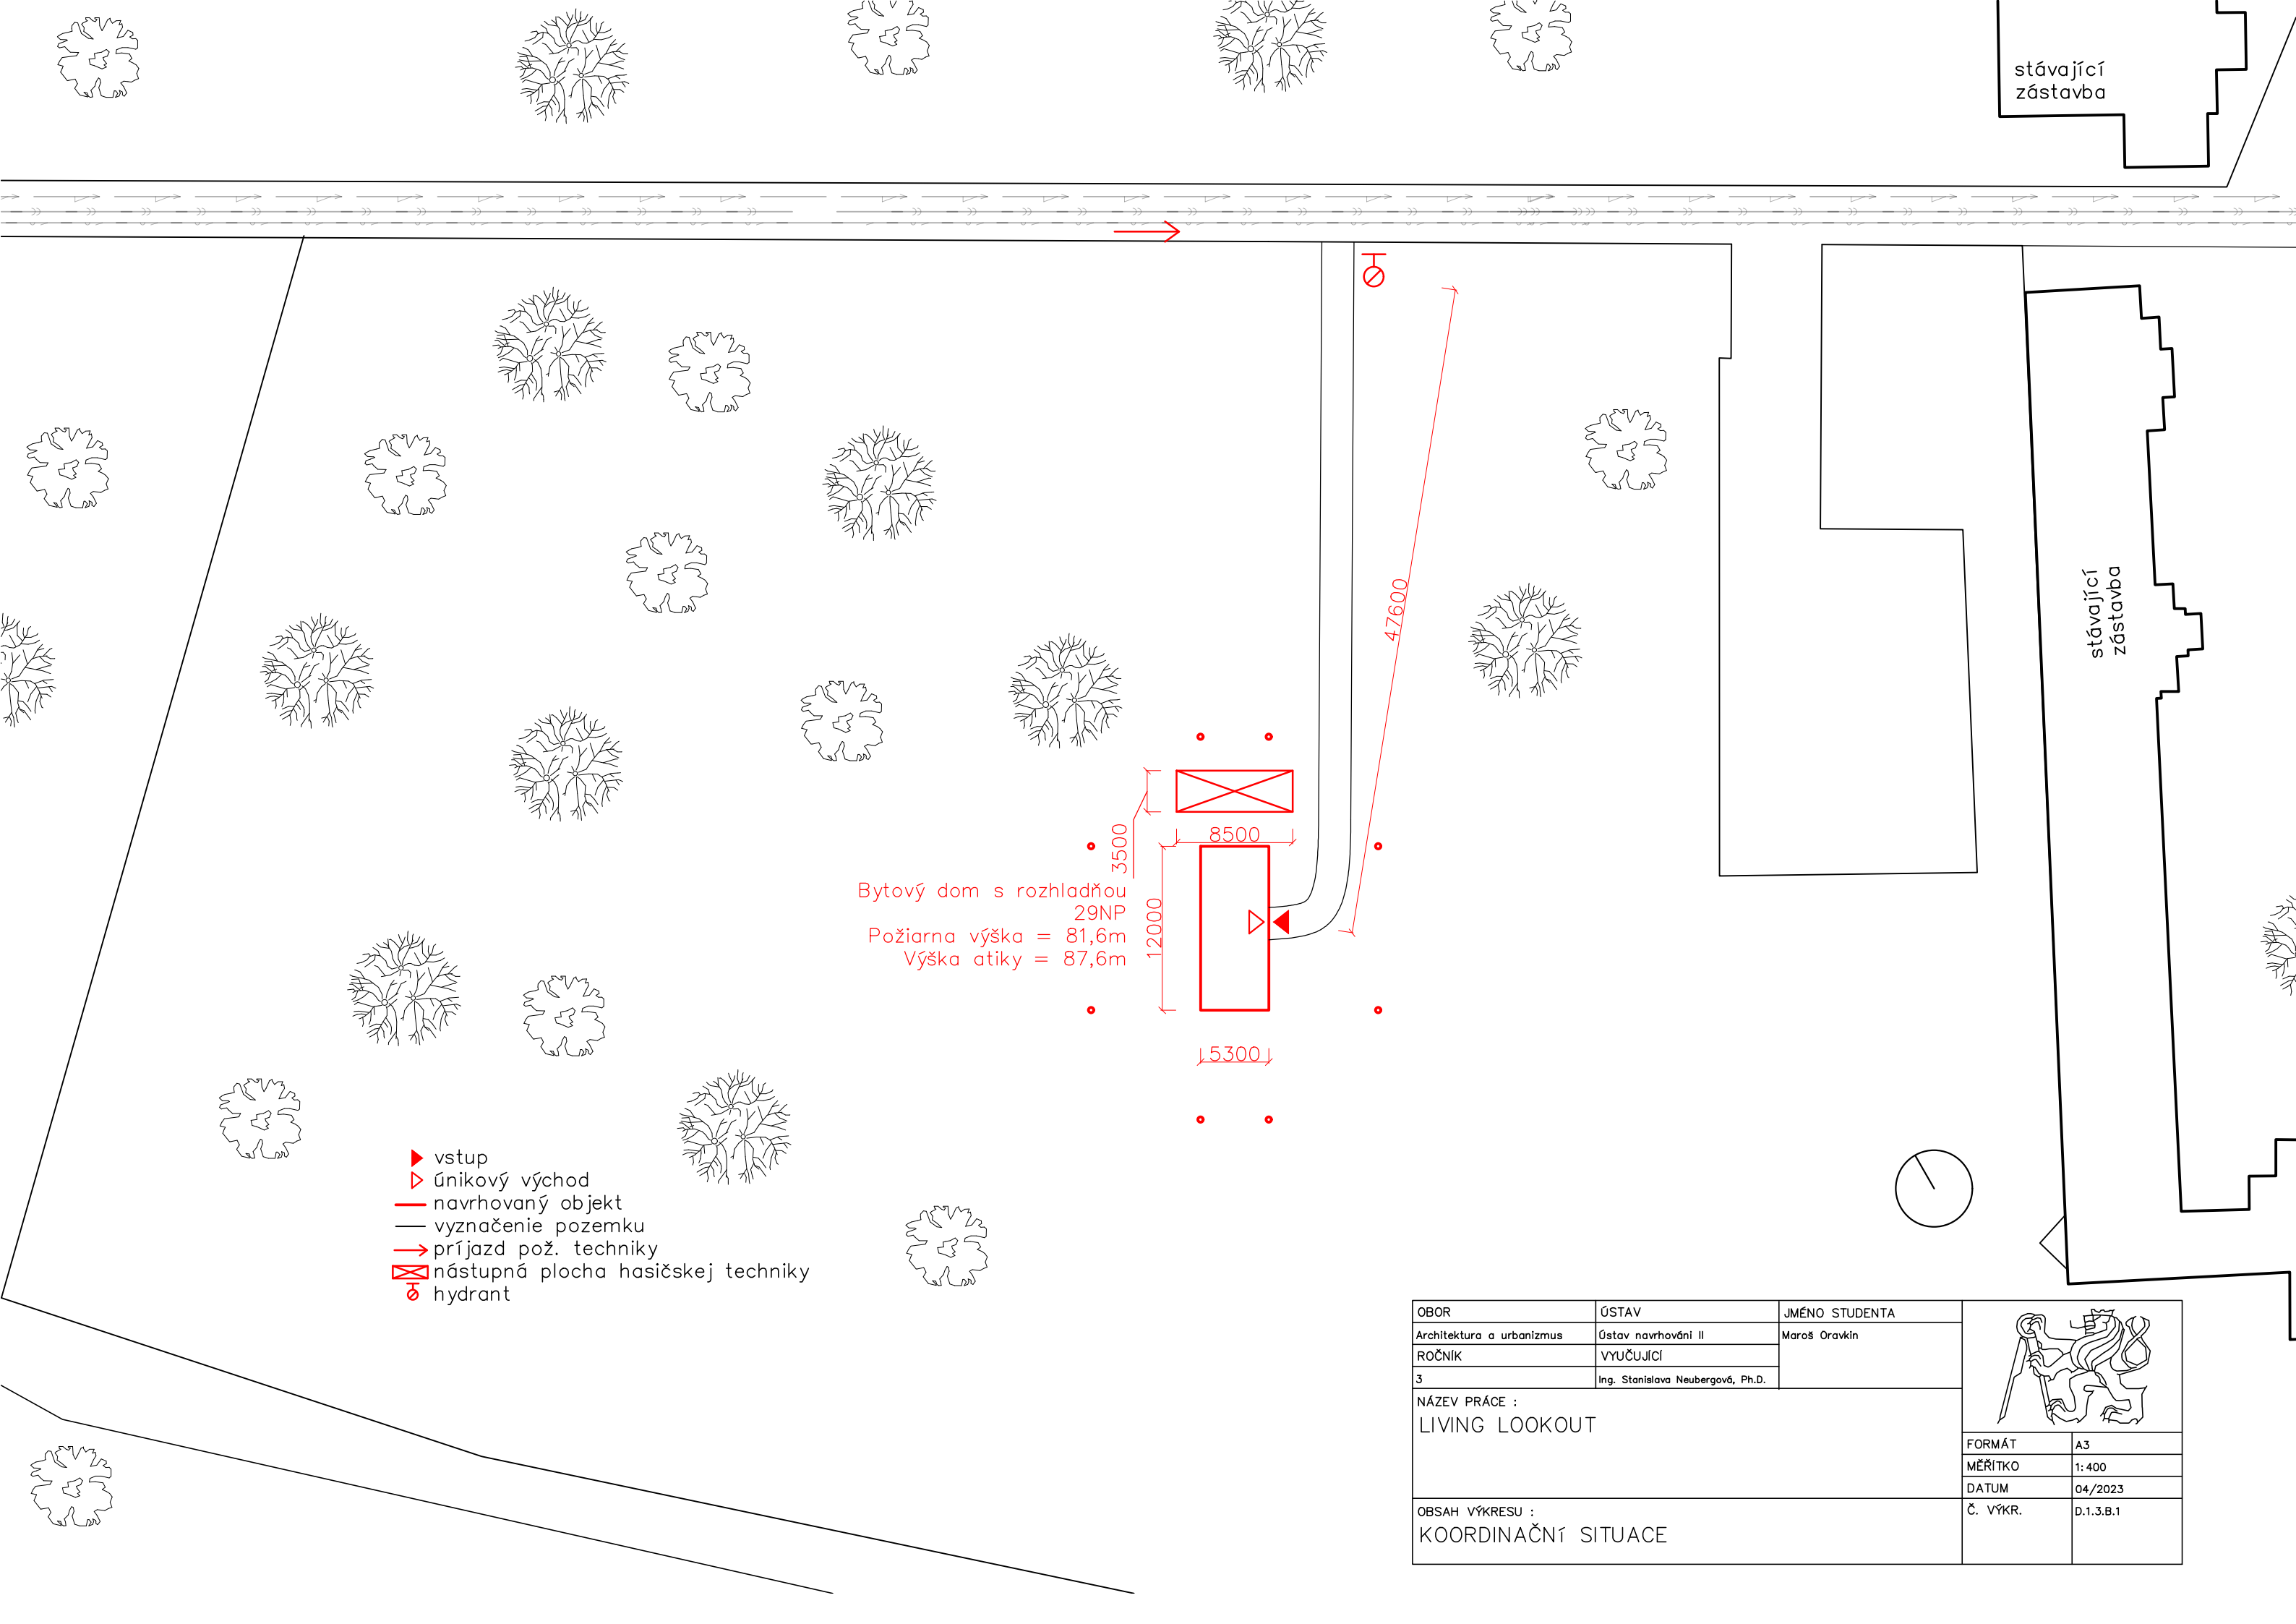 stávající
zástavba
47600
stávající
zástavba
3500
8500
Bytový dom s rozhladňou
29NP
Požiarna výška = 81,6m
Výška atiky = 87,6m
12000
5300
vstup
únikový východ
navrhovaný objekt
vyznačenie pozemku
príjazd pož. techniky
nástupná plocha hasičskej techniky
hydrant
OBOR
ÚSTAV
JMÉNO STUDENTA
Architektura a urbanizmus
Ústav navrhováni II
Maroš Oravkin
ROČNÍK
VYUČUJÍCÍ
3
Ing. Stanislava Neubergová, Ph.D.
NÁZEV PRÁCE :
LIVING LOOKOUT
FORMÁT
A3
MĚŘÍTKO
1:400
DATUM
04/2023
OBSAH VÝKRESU :
KOORDINAČNí SITUACE
Č. VÝKR.
D.1.3.B.1